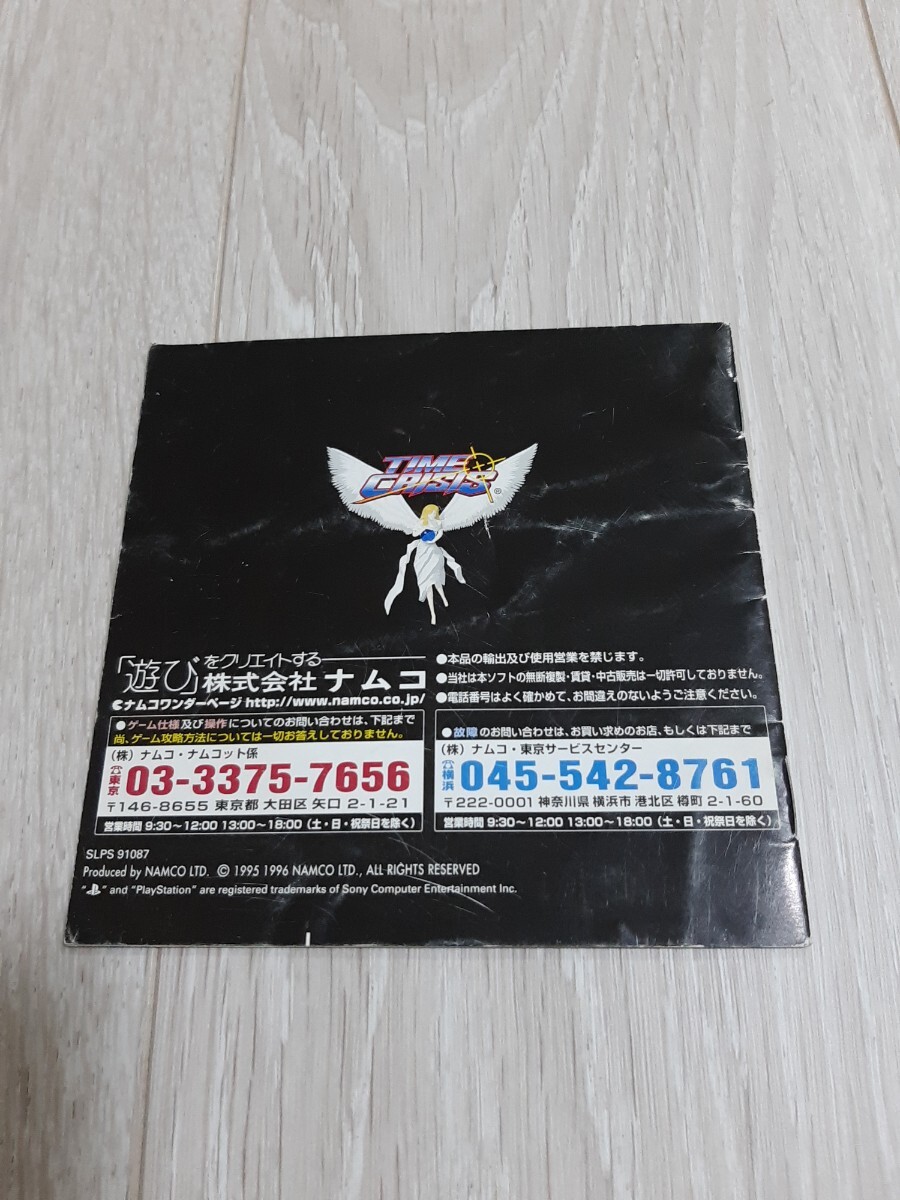 TIME
CRISIS®
「遊び」をクリエイトする
株式会社ナムコ
ナムコワンダーページ http://www.namco.co.jp/
●本品の輸出及び使用営業を禁じます。
●当社は本ソフトの無断複製・賃貸・中古販売は一切許可しておりません。
●電話番号はよく確かめて、お間違えのないようご注意ください。
●ゲーム仕様及び操作についてのお問い合わせは、下記まで
尚、ゲーム攻略方法については一切お答えしておりません。
(株)ナムコ・ナムコット係
☎東京 03-3375-7656
〒146-8655 東京都 大田区 矢口 2-1-21
営業時間 9:30〜12:00 13:00〜18:00 (土・日・祝祭日を除く)
●故障のお問い合わせは、お買い求めのお店、もしくは下記まで
(株)ナムコ・東京サービスセンター
☎横浜 045-542-8761
〒222-0001 神奈川県 横浜市 港北区 樽町 2-1-60
営業時間 9:30〜12:00 13:00〜18:00 (土・日・祝祭日を除く)
SLPS 91087
Produced by NAMCO LTD. © 1995 1996 NAMCO LTD., ALL RIGHTS RESERVED
" " and "PlayStation" are registered trademarks of Sony Computer Entertainment Inc.